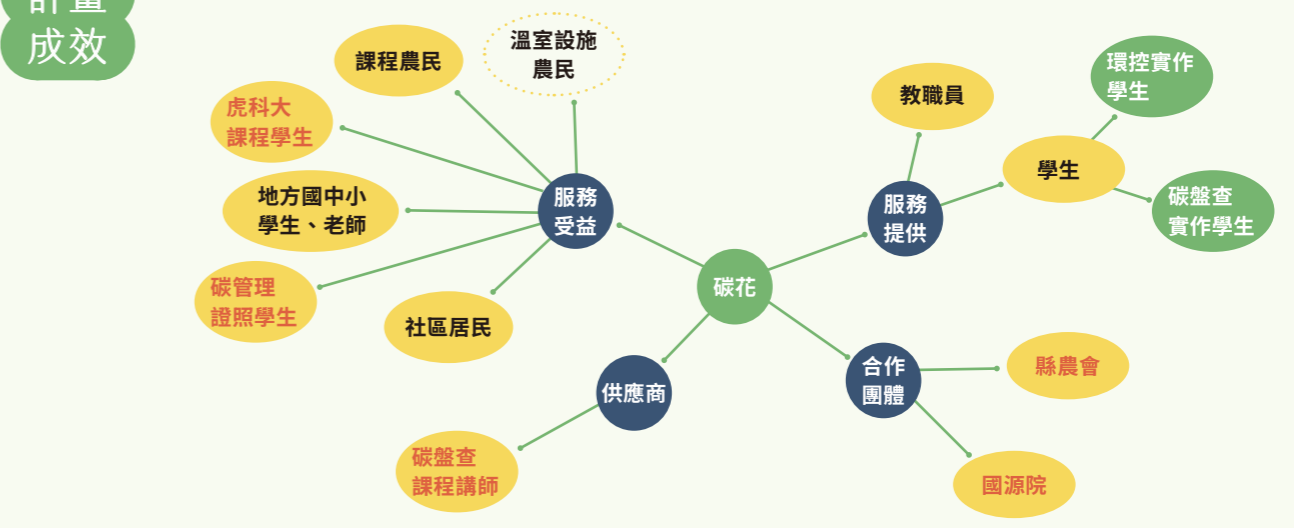 計畫
成效
課程農民
溫室設施
農民
虎科大
課程學生
地方國中小
學生、老師
碳管理
證照學生
社區居民
服務
受益
碳花
服務
提供
教職員
學生
環控實作
學生
碳盤查
實作學生
供應商
碳盤查
課程講師
合作
團體
縣農會
國源院